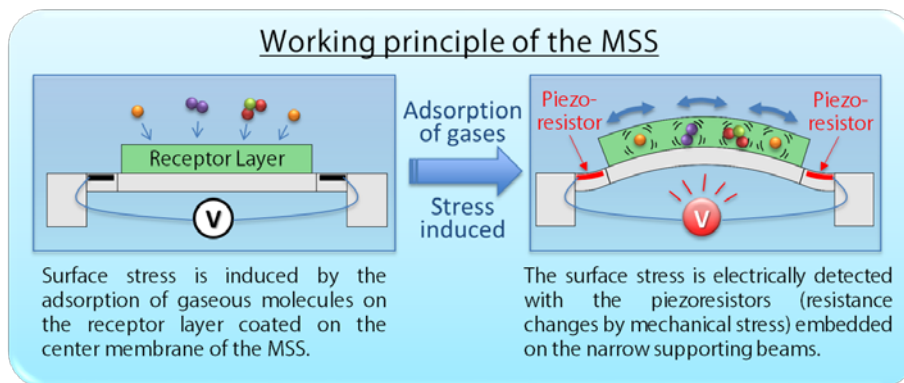 Working principle of the MSS
Receptor Layer
V
Adsorption
of gases
Stress
induced
Piezo-
resistor
Piezo-
resistor
V
Surface stress is induced by the
adsorption of gaseous molecules on
the receptor layer coated on the
center membrane of the MSS.
The surface stress is electrically detected
with the piezoresistors (resistance
changes by mechanical stress) embedded
on the narrow supporting beams.